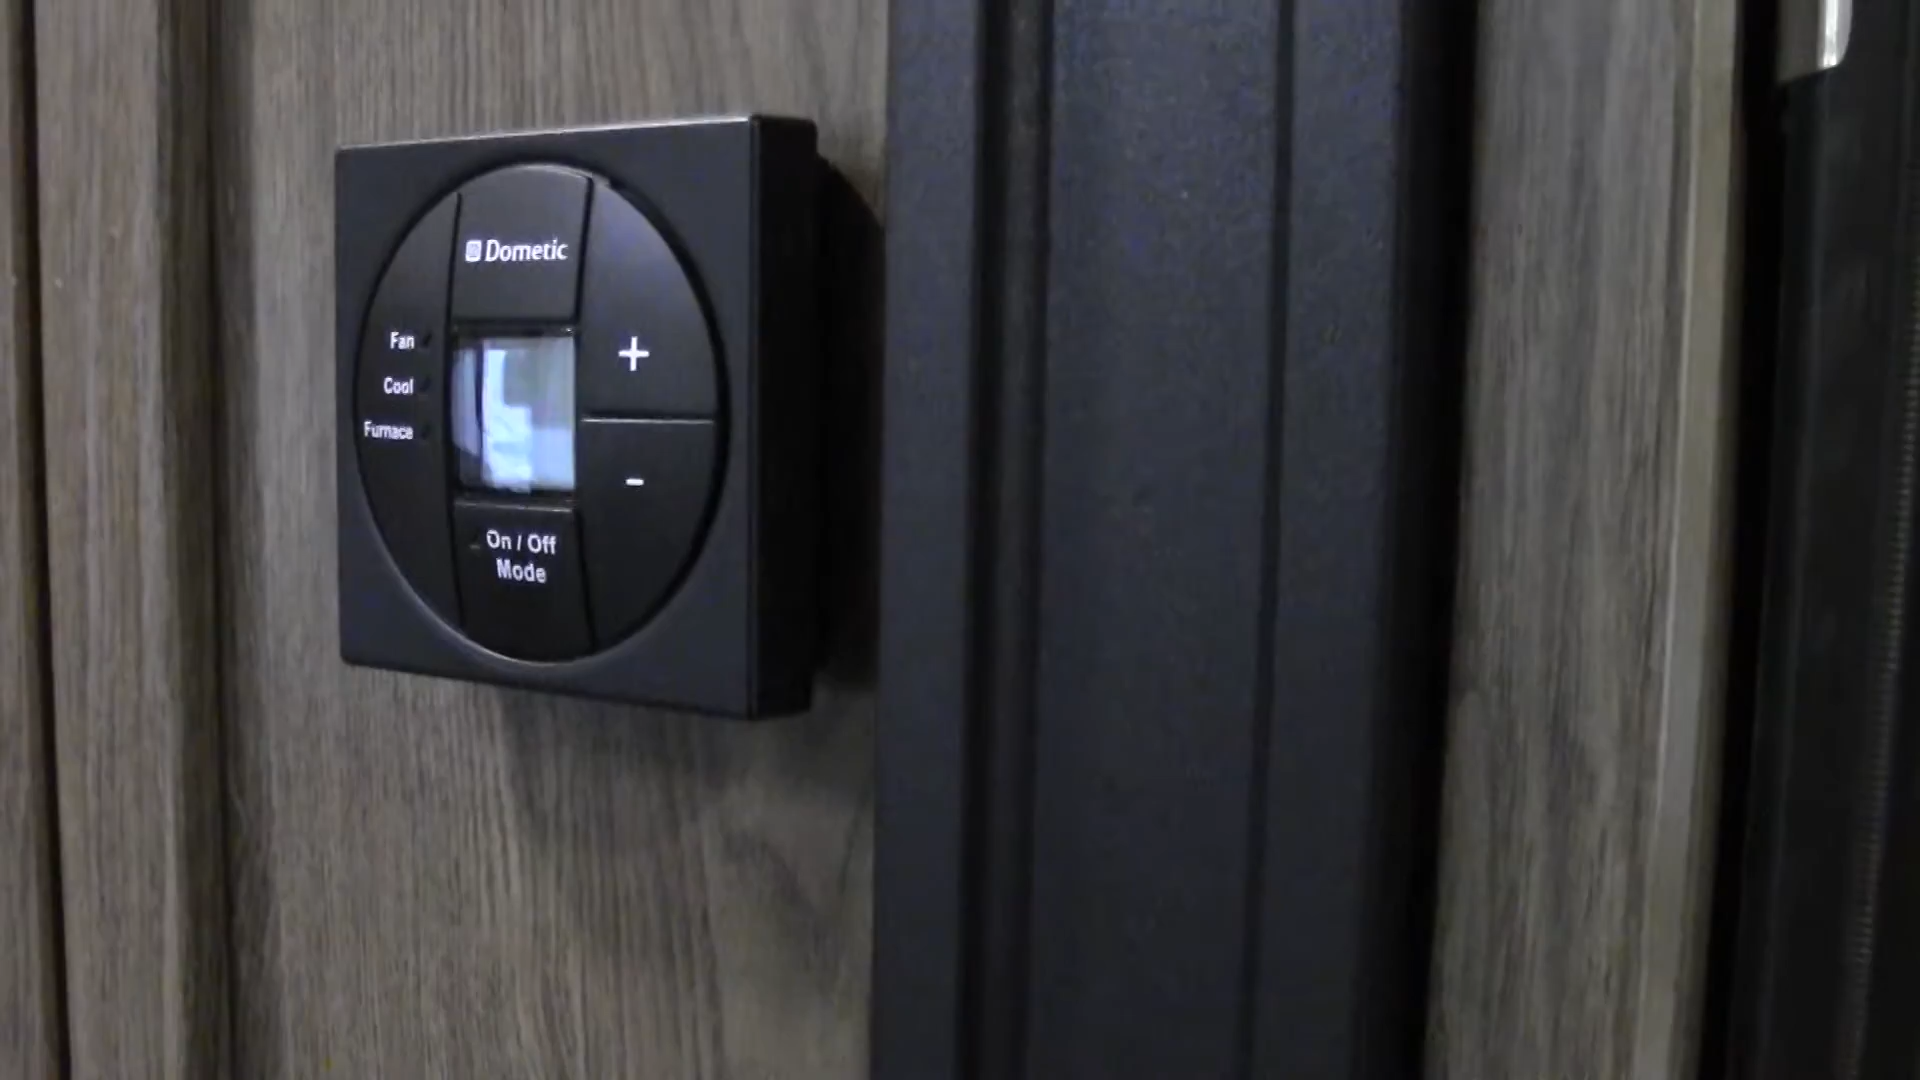 Dometic
Fan
Cool
Furnace
+
-
On / Off
Mode